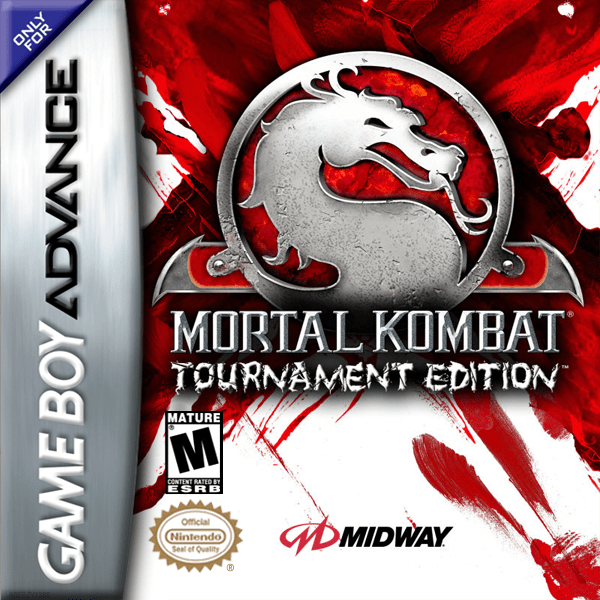 ONLY
FOR
GAME BOY ADVANCE
MORTAL KOMBAT®
TOURNAMENT EDITION™
MATURE
M®
CONTENT RATED BY
ESRB
Official
Nintendo
Seal of Quality
®
MIDWAY